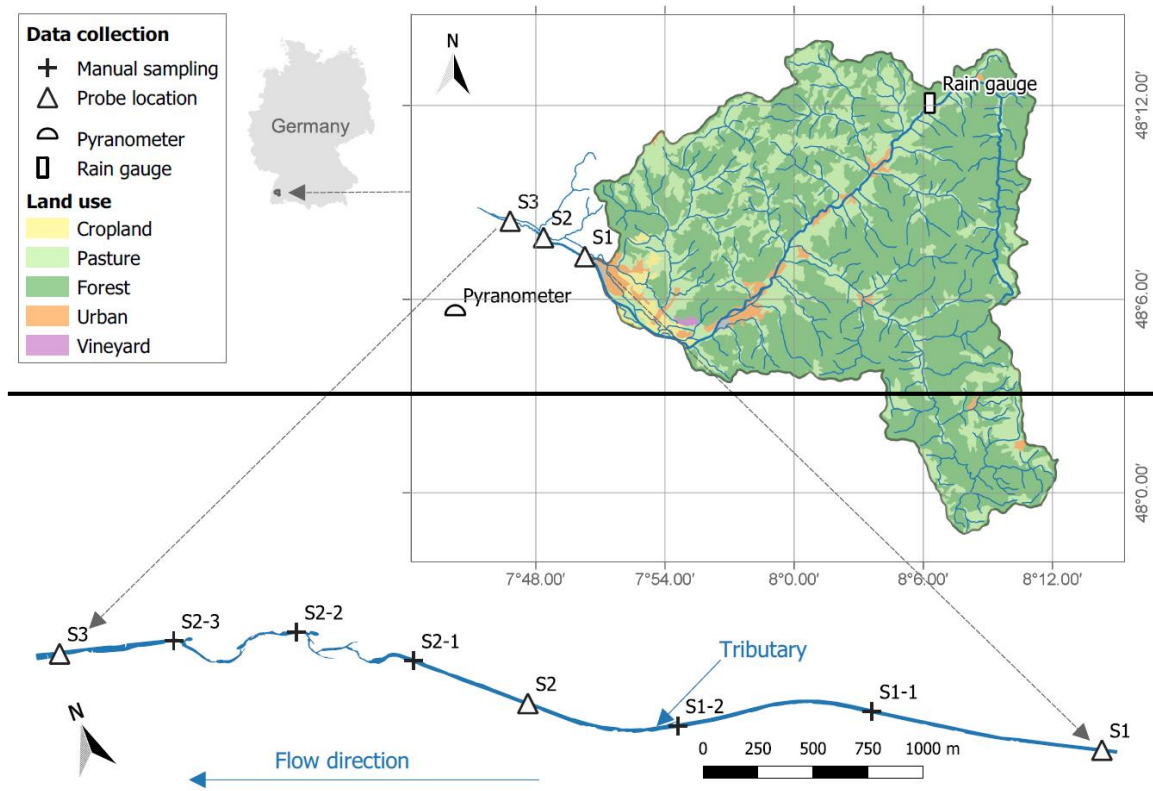 Data collection
Manual sampling
Probe location
Pyranometer
Rain gauge
Land use
Cropland
Pasture
Forest
Urban
Vineyard
Germany
N
Rain gauge
S3
S2
S1
Pyranometer
48°12.00′
48°6.00′
48°0.00′
7°48.00′
7°54.00′
8°0.00′
8°6.00′
8°12.00′
S3
S2-3
S2-2
S2-1
S2
Tributary
S1-2
S1-1
S1
N
Flow direction
0 250 500 750 1000 m